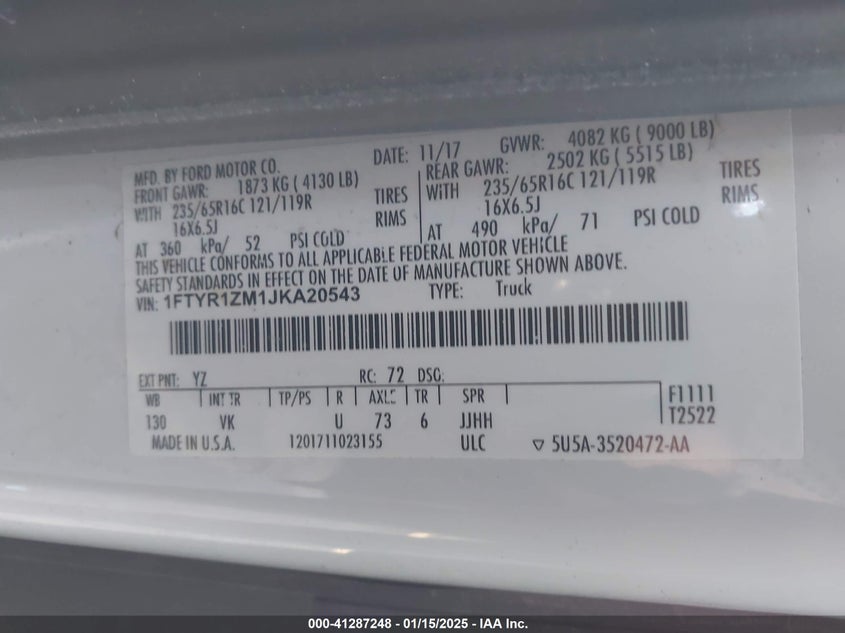 MFD. BY FORD MOTOR CO.
DATE: 11/17 GVWR: 4082 KG ( 9000 LB)
FRONT GAWR: 1873 KG ( 4130 LB)
REAR GAWR: 2502 KG ( 5515 LB)
WITH 235/65R16C 121/119R TIRES
WITH 235/65R16C 121/119R TIRES
16X6.5J RIMS
16X6.5J RIMS
AT 360 kPa/ 52 PSI COLD
AT 490 kPa/ 71 PSI COLD
THIS VEHICLE CONFORMS TO ALL APPLICABLE FEDERAL MOTOR VEHICLE
SAFETY STANDARDS IN EFFECT ON THE DATE OF MANUFACTURE SHOWN ABOVE.
VIN: 1FTYR1ZM1JKA20543 TYPE: Truck
EXT PNT: YZ RC: 72 DSO:
WB INT TR TP/PS R AXLE TR SPR F1111
130 VK U 73 6 JJHH T2522
MADE IN U.S.A. 1201711023155 ULC ▽ 5U5A-3520472-AA
000-41287248 - 01/15/2025 - IAA Inc.